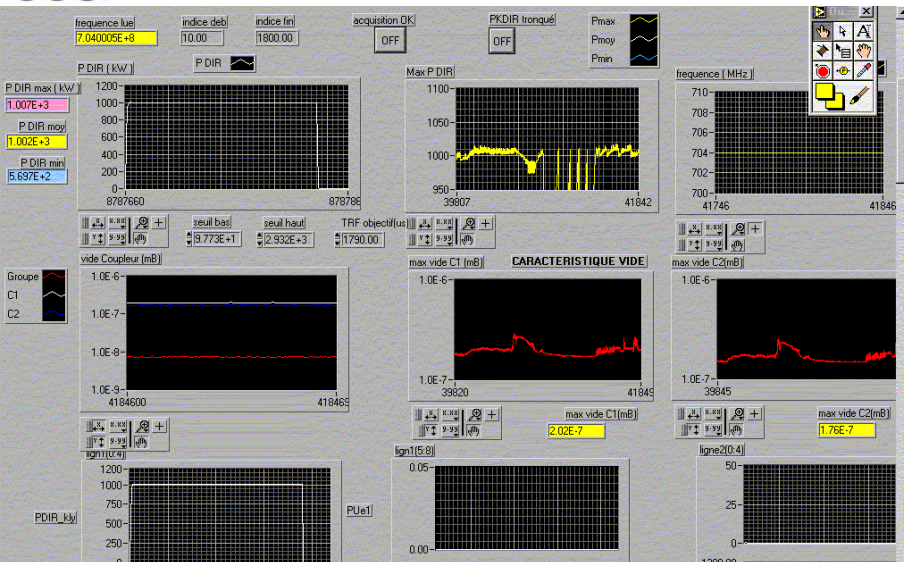 frequence lue
indice deb
indice fin
acquisition OK
PKDIR tronqué
7.040005E+8
10.00
1800.00
OFF
OFF
Pmax
Pmoy
Pmin
P DIR ( kW )
P DIR
Max P DIR
frequence ( MHz )
P DIR max ( kW )
1.007E+3
P DIR moy
1.002E+3
P DIR min
5.697E+2
1200
1000
800
600
400
200
0
8787660
1100
1050
1000
950
39807
41842
710
708
706
704
702
700
41746
41846
seuil bas
9.773E+1
seuil haut
2.932E+3
TRF objectif(us)
1790.00
vide Coupleur (mB)
max vide C1 (mB)
CARACTERISTIQUE VIDE
max vide C2(mB)
Groupe
C1
C2
1.0E-6
1.0E-7
1.0E-8
1.0E-9
4184600
1.0E-6
1.0E-7
39820
1.0E-6
1.0E-7
39845
max vide C1(mB)
2.02E-7
max vide C2(mB)
1.76E-7
lign1(0:4)
lign1(5:8)
ligne2(0:4)
PDIR_kly
1200
1000
750
500
250
0
PUe1
0.05
0.00
50
25
0